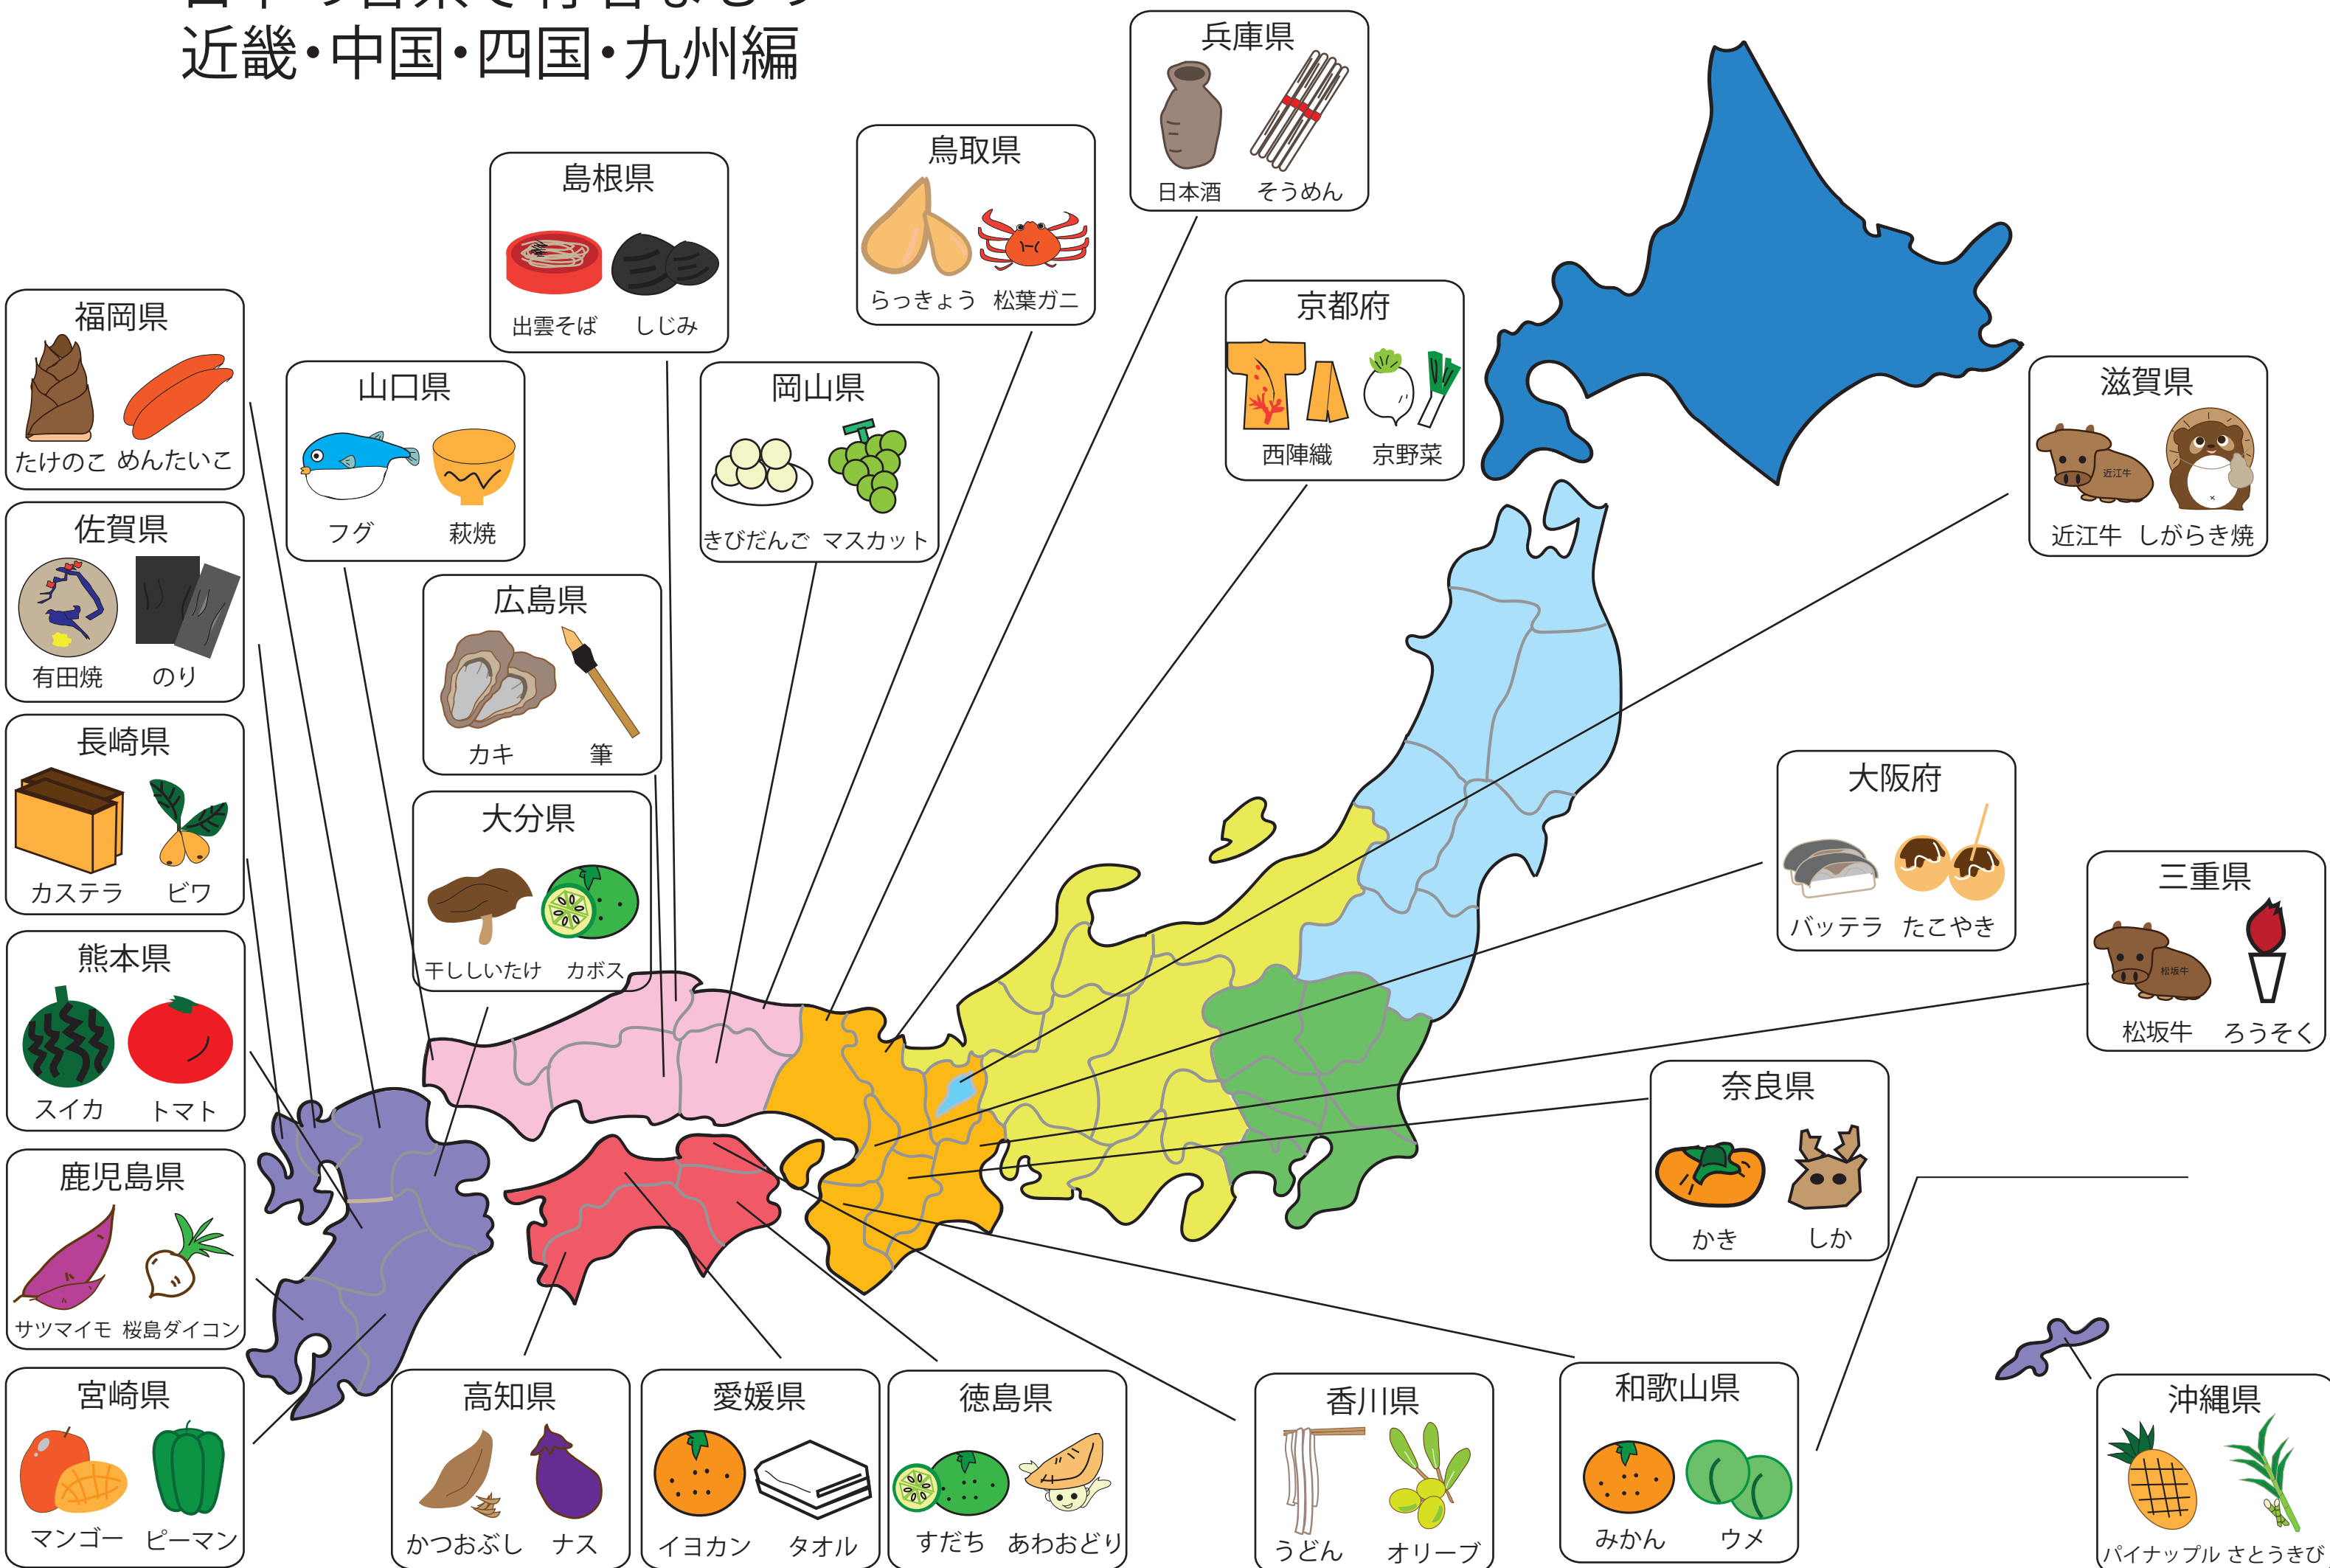 近畿・中国・四国・九州編
兵庫県
日本酒 そうめん
鳥取県
らっきょう 松葉ガニ
島根県
出雲そば しじみ
京都府
西陣織 京野菜
福岡県
たけのこ めんたいこ
山口県
フグ 萩焼
岡山県
きびだんご マスカット
滋賀県
近江牛
近江牛 しがらき焼
佐賀県
有田焼 のり
広島県
カキ 筆
長崎県
カステラ ビワ
大分県
干ししいたけ カボス
大阪府
バッテラ たこやき
三重県
松坂牛
松坂牛 ろうそく
熊本県
スイカ トマト
奈良県
かき しか
鹿児島県
サツマイモ 桜島ダイコン
宮崎県
マンゴー ピーマン
高知県
かつおぶし ナス
愛媛県
イヨカン タオル
徳島県
すだち あわおどり
香川県
うどん オリーブ
和歌山県
みかん ウメ
沖縄県
パイナップル さとうきび